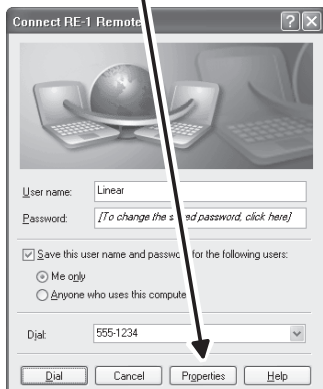 Connect RE-1 Remote
User name: Linear
Password: [To change the saved password, click here]
Save this user name and password for the following users:
Me only
Anyone who uses this computer
Dial: 555-1234
Dial Cancel Properties Help